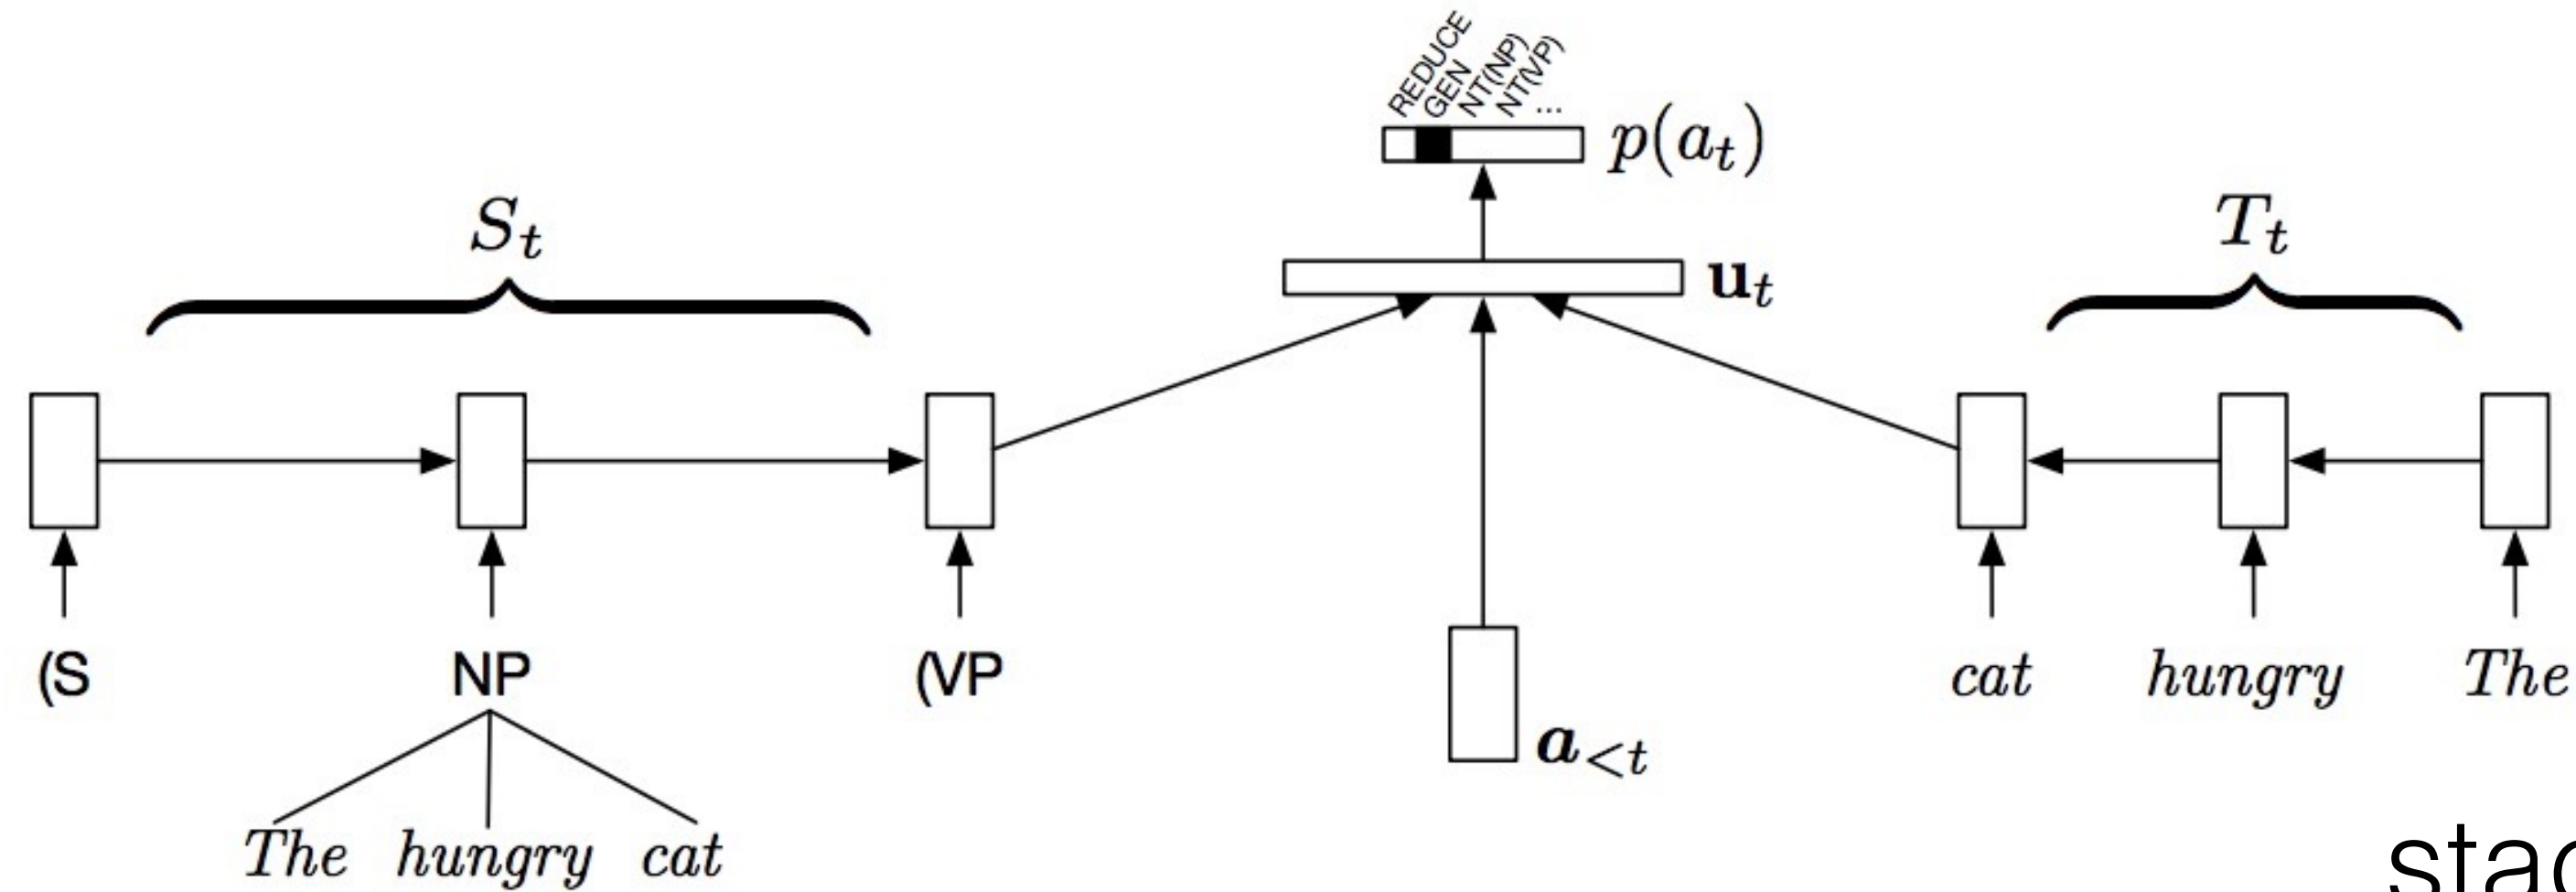 REDUCE
GEN
NT(NP)
NT(VP)
...
p(a_t)
S_t
T_t
u_t
(S
NP
(VP
cat
hungry
The
a_{<t}
The hungry cat